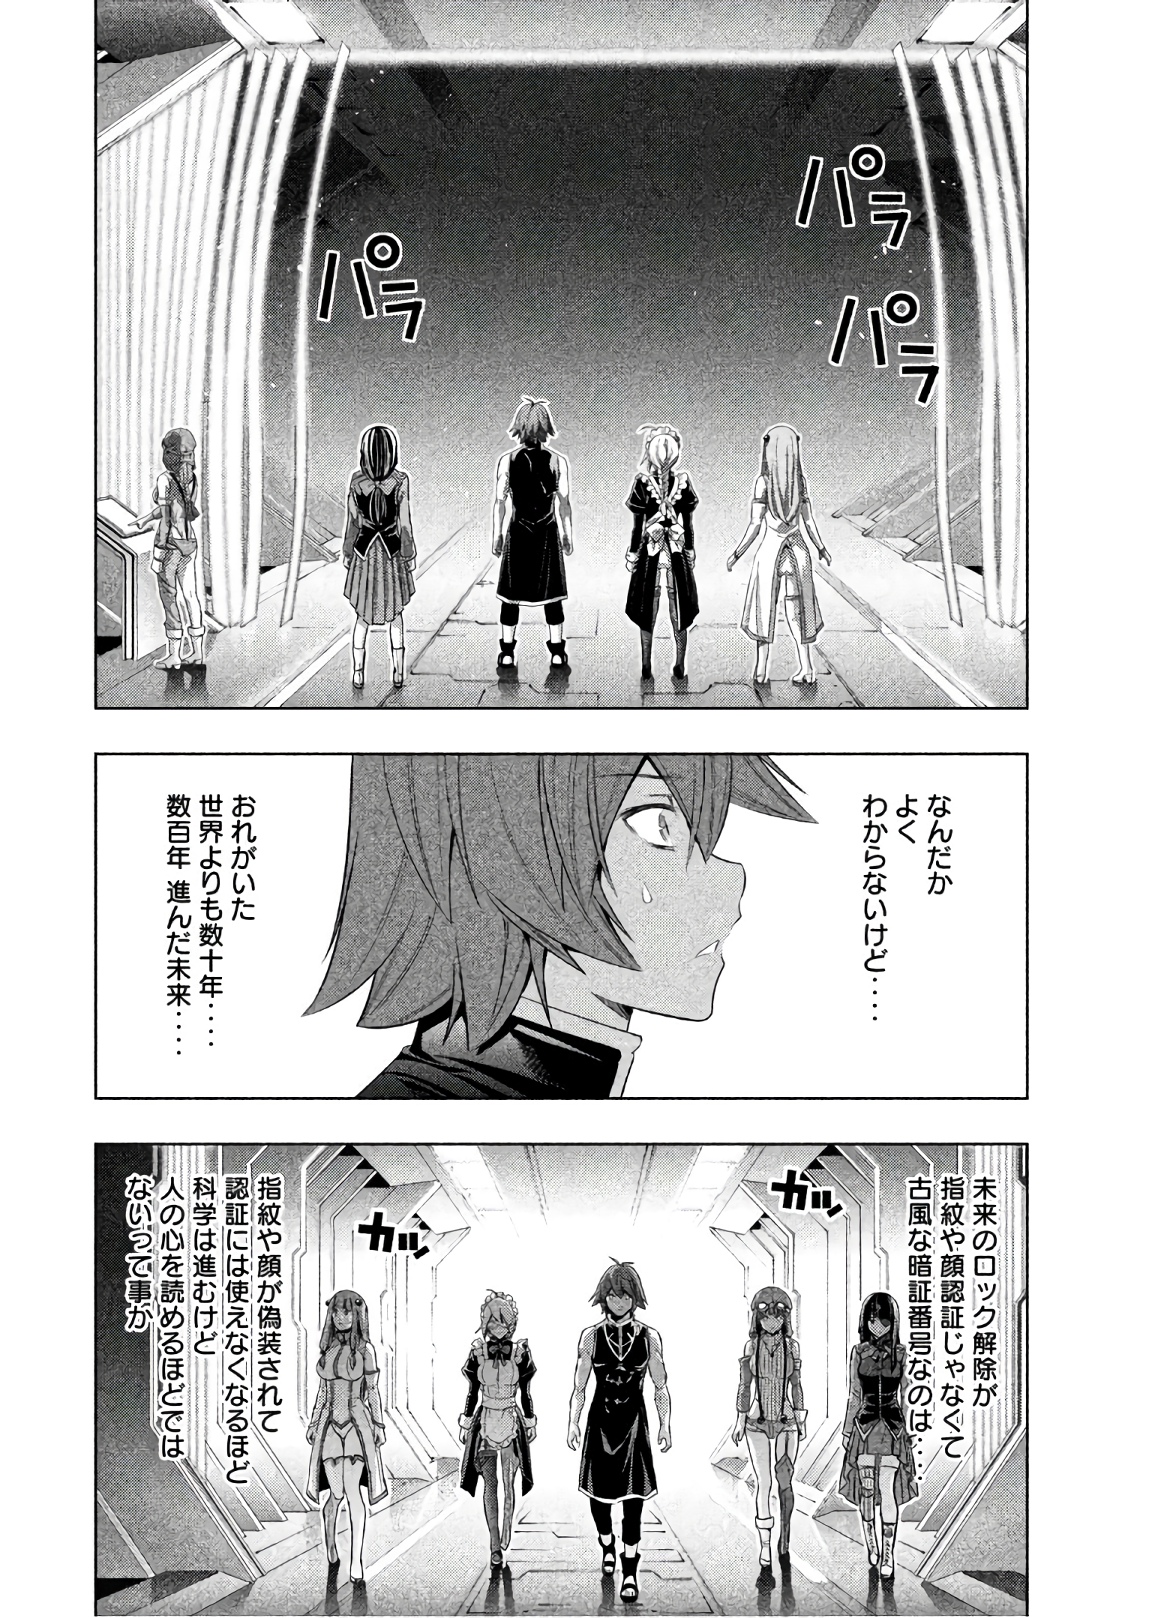 パラ
パラ
パラ
なんだか
よく
わからないけど‥‥
おれがいた
世界よりも数十年‥‥
数百年 進んだ未来‥‥
未来のロック解除が
指紋や顔認証じゃなくて
古風な暗証番号なのは‥‥
カッ
カッ
指紋や顔が偽装されて
認証には使えなくなるほど
科学は進むけど
人の心を読めるほどでは
ないって事か